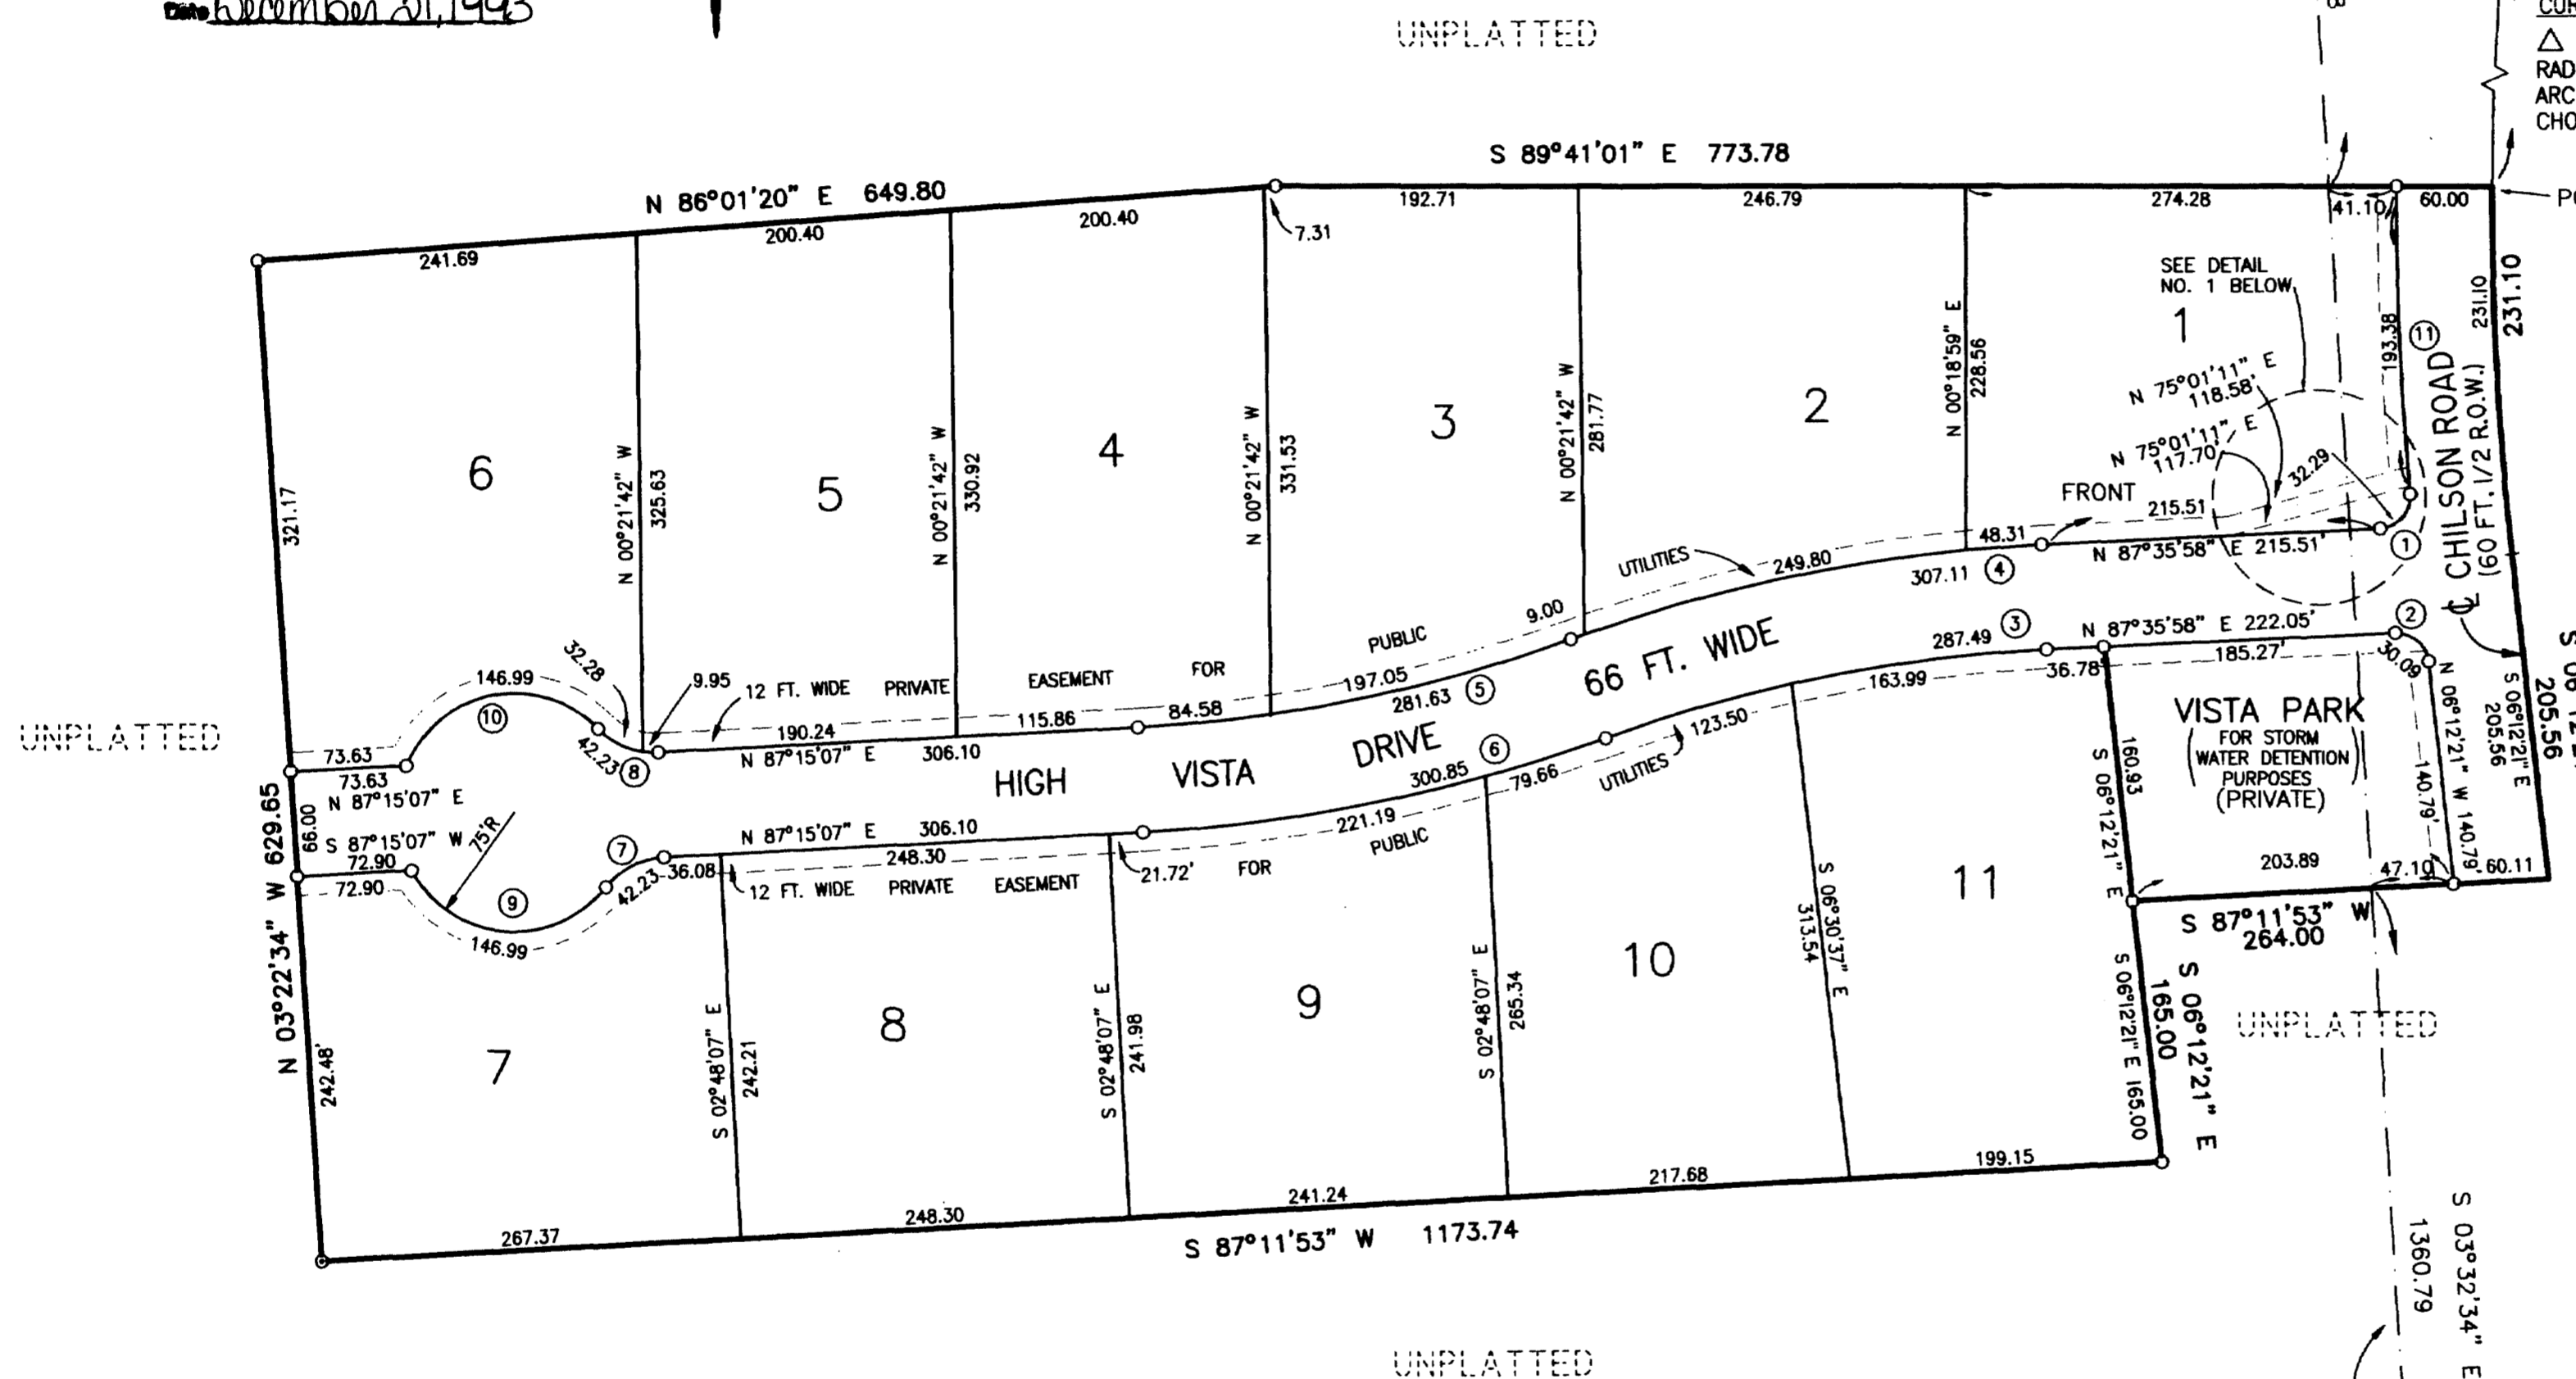 Date December 21, 1993
UNPLATTED
CUR
△
RAD
ARC
CHO
S 89°41'01" E 773.78
N 86°01'20" E 649.80
192.71
246.79
274.28
41.10
60.00
241.69
200.40
200.40
7.31
SEE DETAIL
NO. 1 BELOW
1
231.10
231.10
193.38
11
N 75°01'11" E
118.58'
N 75°01'11" E
117.70'
32.29
CHILSON ROAD
(60 FT. 1/2 R.O.W.)
321.17
6
N 00°21'42" W
325.63
5
N 00°21'42" W
330.92
4
N 00°21'42" W
331.53
3
N 00°21'42" W
281.77
2
N 00°18'59" E
228.56
FRONT
215.51
48.31
N 87°35'58" E 215.51'
1
UTILITIES
249.80
307.11
4
9.00
PUBLIC
197.05
281.63
5
66 FT. WIDE
287.49
3
N 87°35'58" E 222.05'
2
36.78'
185.27'
30.09
163.99
32.28
146.99
10
9.95
12 FT. WIDE PRIVATE
EASEMENT
FOR
190.24
115.86
84.58
42.23
8
N 87°15'07" E 306.10
73.63
73.63
N 87°15'07" E
UNPLATTED
66.00
N 03°22'34" W 629.65
S 87°15'07" W
75'R
72.90
72.90
HIGH VISTA DRIVE
300.85
6
79.66
UTILITIES
123.50
VISTA PARK
FOR STORM
WATER DETENTION
PURPOSES
(PRIVATE)
160.93
S 06°12'21" E
N 06°12'21" W 140.79'
140.79'
S 06°12'21" E
205.56
205.56
7
N 87°15'07" E 306.10
42.23
36.08
248.30
12 FT. WIDE PRIVATE EASEMENT
21.72'
FOR
221.19
PUBLIC
9
146.99
203.89
47.10
60.11
S 87°11'53" W
264.00
242.48'
7
S 02°48'07" E
242.21
8
S 02°48'07" E
241.98
9
S 02°48'07" E
265.34
10
S 06°30'37" E
313.54
11
S 06°12'21" E 165.00
S 06°12'21" E
165.00
UNPLATTED
267.37
248.30
241.24
217.68
199.15
S 87°11'53" W 1173.74
S 03°32'34" E
1360.79
UNPLATTED